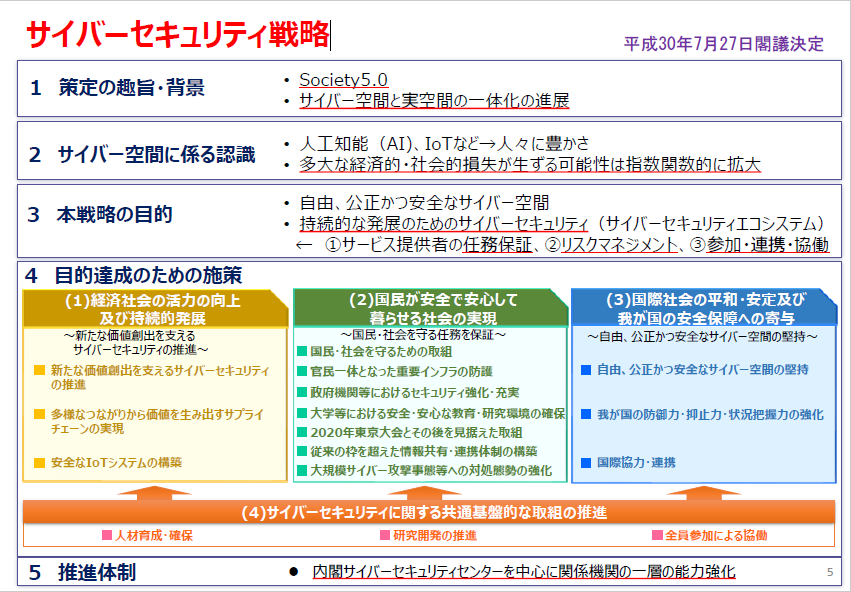 サイバーセキュリティ戦略
平成30年7月27日閣議決定
1 策定の趣旨・背景
• Society5.0
• サイバー空間と実空間の一体化の進展
2 サイバー空間に係る認識
• 人工知能（AI）、IoTなど→人々に豊かさ
• 多大な経済的・社会的損失が生ずる可能性は指数関数的に拡大
3 本戦略の目的
• 自由、公正かつ安全なサイバー空間
• 持続的な発展のためのサイバーセキュリティ（サイバーセキュリティエコシステム）
← ①サービス提供者の任務保証、②リスクマネジメント、③参加・連携・協働
4 目的達成のための施策
(1)経済社会の活力の向上
及び持続的発展
～新たな価値創出を支える
サイバーセキュリティの推進～
■ 新たな価値創出を支えるサイバーセキュリティ
の推進
■ 多様なつながりから価値を生み出すサプライ
チェーンの実現
■ 安全なIoTシステムの構築
(2)国民が安全で安心して
暮らせる社会の実現
～国民・社会を守る任務を保証～
■ 国民・社会を守るための取組
■ 官民一体となった重要インフラの防護
■ 政府機関等におけるセキュリティ強化・充実
■ 大学等における安全・安心な教育・研究環境の確保
■ 2020年東京大会とその後を見据えた取組
■ 従来の枠を超えた情報共有・連携体制の構築
■ 大規模サイバー攻撃事態等への対処態勢の強化
(3)国際社会の平和・安定及び
我が国の安全保障への寄与
～自由、公正かつ安全なサイバー空間の堅持～
■ 自由、公正かつ安全なサイバー空間の堅持
■ 我が国の防御力・抑止力・状況把握力の強化
■ 国際協力・連携
(4)サイバーセキュリティに関する共通基盤的な取組の推進
■ 人材育成・確保
■ 研究開発の推進
■ 全員参加による協働
5 推進体制
● 内閣サイバーセキュリティセンターを中心に関係機関の一層の能力強化
5